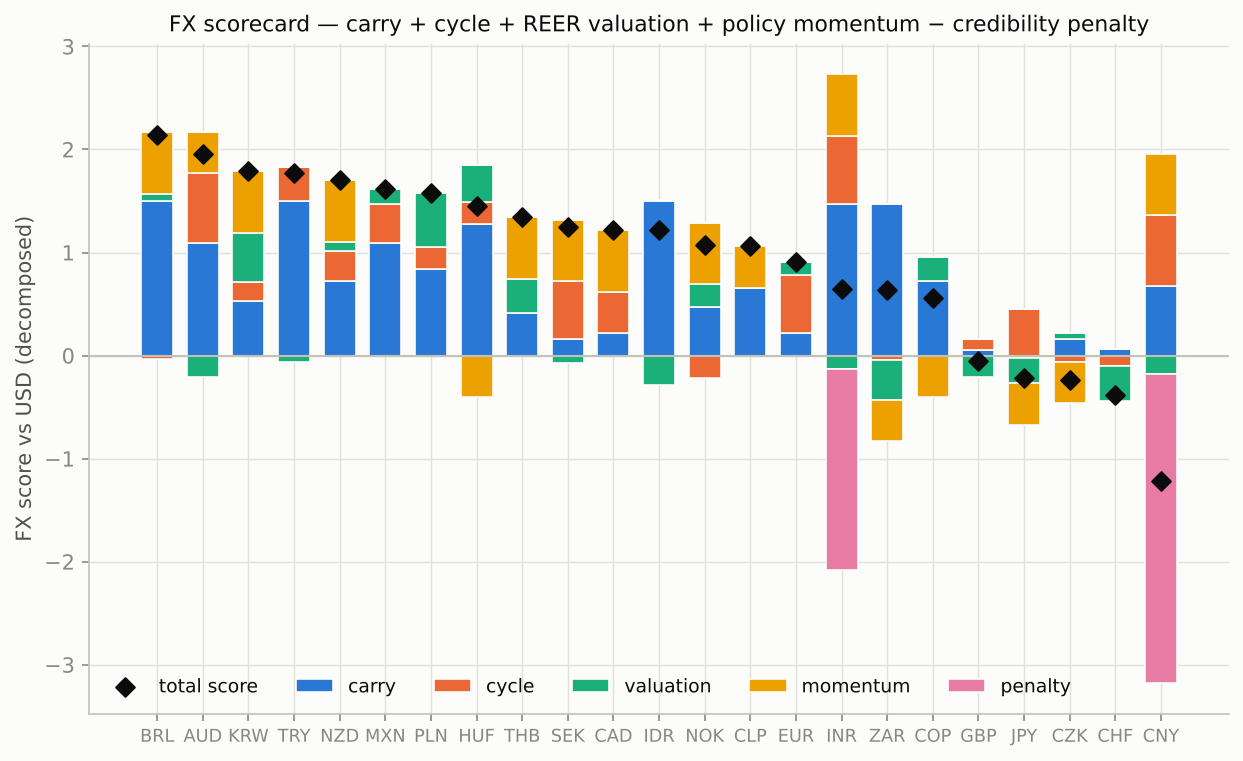 FX scorecard — carry + cycle + REER valuation + policy momentum − credibility penalty
FX score vs USD (decomposed)
3
2
1
0
−1
−2
−3
total score carry cycle valuation momentum penalty
BRL AUD KRW TRY NZD MXN PLN HUF THB SEK CAD IDR NOK CLP EUR INR ZAR COP GBP JPY CZK CHF CNY